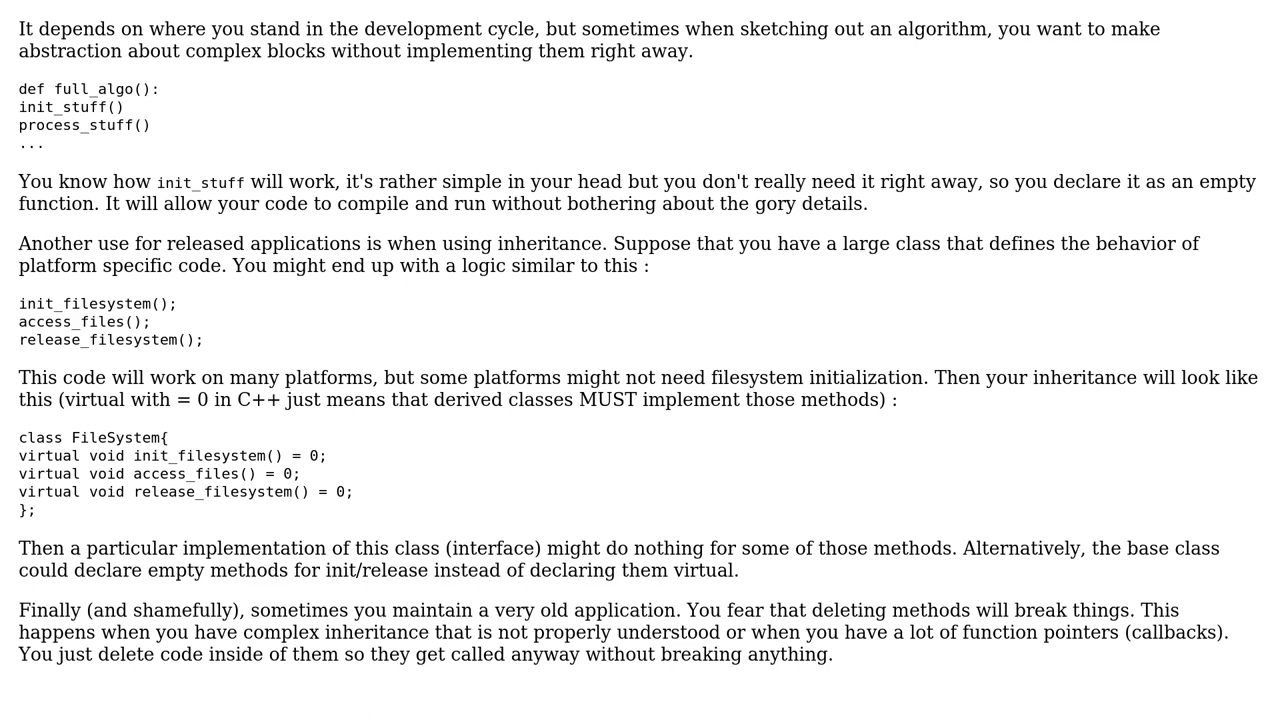 It depends on where you stand in the development cycle, but sometimes when sketching out an algorithm, you want to make
abstraction about complex blocks without implementing them right away.
def full_algo():
init_stuff()
process_stuff()
...
You know how init_stuff will work, it's rather simple in your head but you don't really need it right away, so you declare it as an empty
function. It will allow your code to compile and run without bothering about the gory details.
Another use for released applications is when using inheritance. Suppose that you have a large class that defines the behavior of
platform specific code. You might end up with a logic similar to this :
init_filesystem();
access_files();
release_filesystem();
This code will work on many platforms, but some platforms might not need filesystem initialization. Then your inheritance will look like
this (virtual with = 0 in C++ just means that derived classes MUST implement those methods) :
class FileSystem{
virtual void init_filesystem() = 0;
virtual void access_files() = 0;
virtual void release_filesystem() = 0;
};
Then a particular implementation of this class (interface) might do nothing for some of those methods. Alternatively, the base class
could declare empty methods for init/release instead of declaring them virtual.
Finally (and shamefully), sometimes you maintain a very old application. You fear that deleting methods will break things. This
happens when you have complex inheritance that is not properly understood or when you have a lot of function pointers (callbacks).
You just delete code inside of them so they get called anyway without breaking anything.